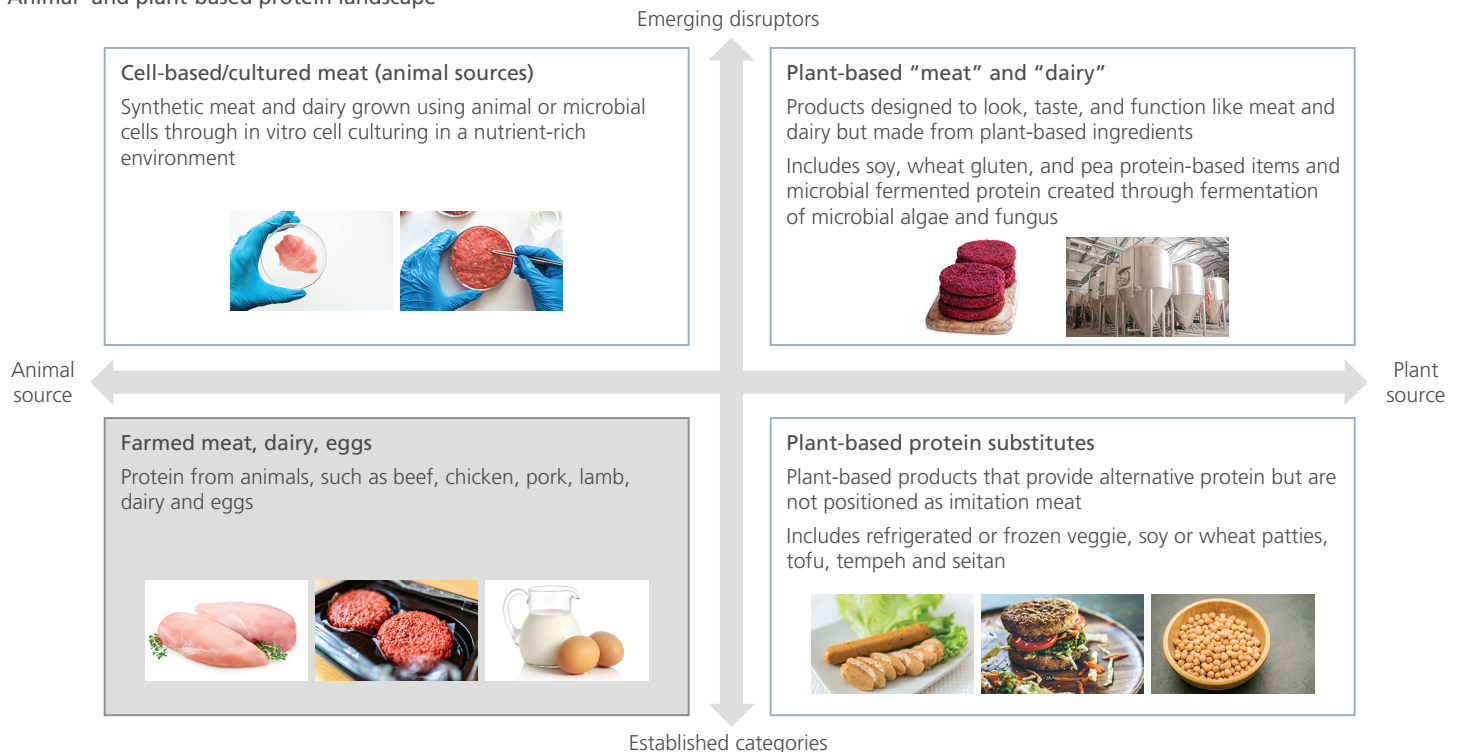 Animal- and plant-based protein landscape
Emerging disruptors
Cell-based/cultured meat (animal sources)
Synthetic meat and dairy grown using animal or microbial
cells through in vitro cell culturing in a nutrient-rich
environment
Plant-based “meat” and “dairy”
Products designed to look, taste, and function like meat and
dairy but made from plant-based ingredients
Includes soy, wheat gluten, and pea protein-based items and
microbial fermented protein created through fermentation
of microbial algae and fungus
Animal
source
Plant
source
Farmed meat, dairy, eggs
Protein from animals, such as beef, chicken, pork, lamb,
dairy and eggs
Plant-based protein substitutes
Plant-based products that provide alternative protein but are
not positioned as imitation meat
Includes refrigerated or frozen veggie, soy or wheat patties,
tofu, tempeh and seitan
Established categories